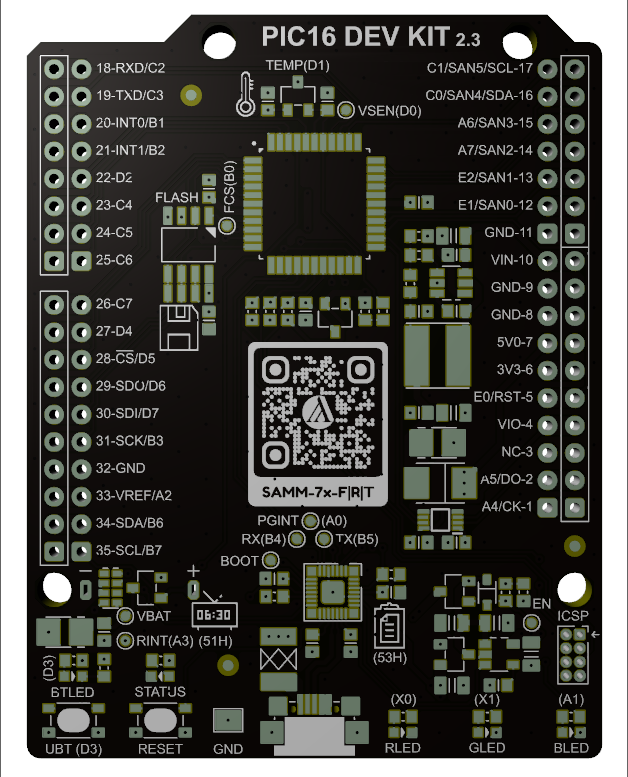 PIC16 DEV KIT 2.3
TEMP(D1)
VSEN(D0)
18-RXD/C2
19-TXD/C3
20-INT0/B1
21-INT1/B2
22-D2
23-C4
24-C5
25-C6
FLASH
FCS(B0)
C1/SAN5/SCL-17
C0/SAN4/SDA-16
A6/SAN3-15
A7/SAN2-14
E2/SAN1-13
E1/SAN0-12
GND-11
VIN-10
GND-9
GND-8
5V0-7
3V3-6
E0/RST-5
VIO-4
NC-3
A5/DO-2
A4/CK-1
26-C7
27-D4
28-C̅S̅/D5
29-SDO/D6
30-SDI/D7
31-SCK/B3
32-GND
33-VREF/A2
34-SDA/B6
35-SCL/B7
SAMM-7x-F|R|T
PGINT (A0)
RX(B4) TX(B5)
BOOT
- +
VBAT
06:30
RINT(A3) (51H)
(53H)
EN
ICSP
(D3)
BTLED
STATUS
UBT (D3)
RESET
GND
(X0)
RLED
(X1)
GLED
(A1)
BLED